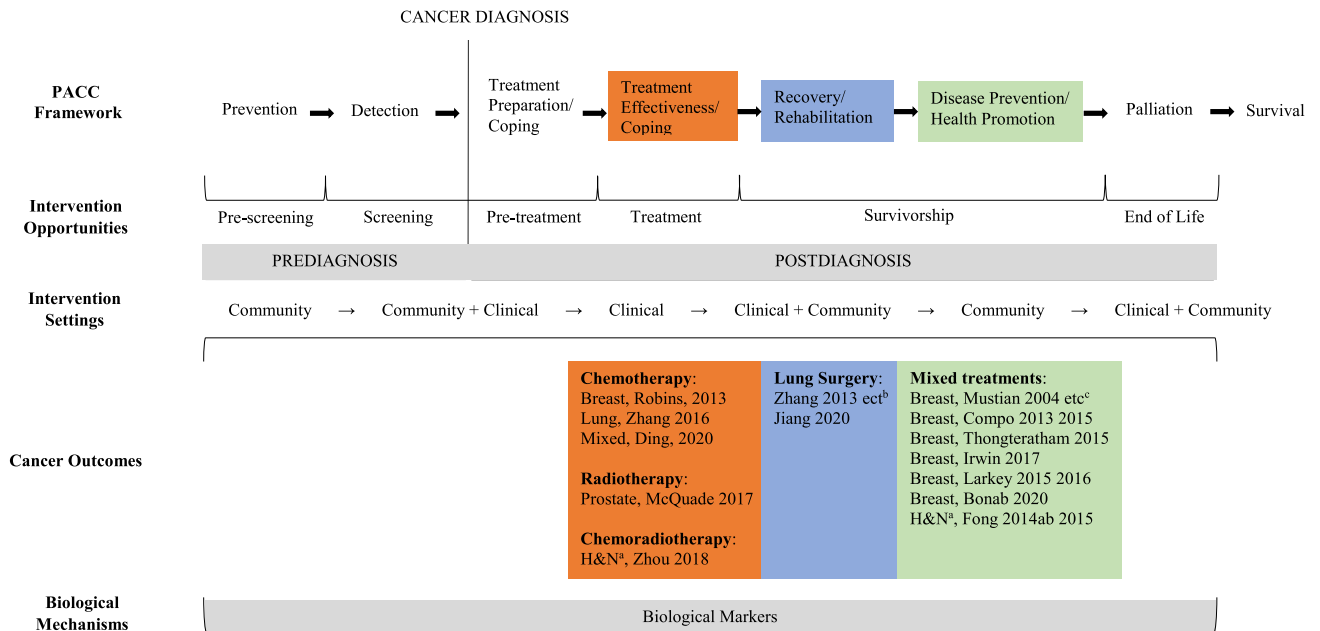 CANCER DIAGNOSIS
PACC
Framework
Prevention
Detection
Treatment
Preparation/
Coping
Treatment
Effectiveness/
Coping
Recovery/
Rehabilitation
Disease Prevention/
Health Promotion
Palliation
Survival
Intervention
Opportunities
Pre-screening
Screening
Pre-treatment
Treatment
Survivorship
End of Life
PREDIAGNOSIS
POSTDIAGNOSIS
Intervention
Settings
Community → Community + Clinical → Clinical → Clinical + Community → Community → Clinical + Community
Cancer Outcomes
Chemotherapy:
Breast, Robins, 2013
Lung, Zhang 2016
Mixed, Ding, 2020
Radiotherapy:
Prostate, McQuade 2017
Chemoradiotherapy:
H&Nᵃ, Zhou 2018
Lung Surgery:
Zhang 2013 ectᵇ
Jiang 2020
Mixed treatments:
Breast, Mustian 2004 etcᶜ
Breast, Compo 2013 2015
Breast, Thongteratham 2015
Breast, Irwin 2017
Breast, Larkey 2015 2016
Breast, Bonab 2020
H&Nᵃ, Fong 2014ab 2015
Biological
Mechanisms
Biological Markers